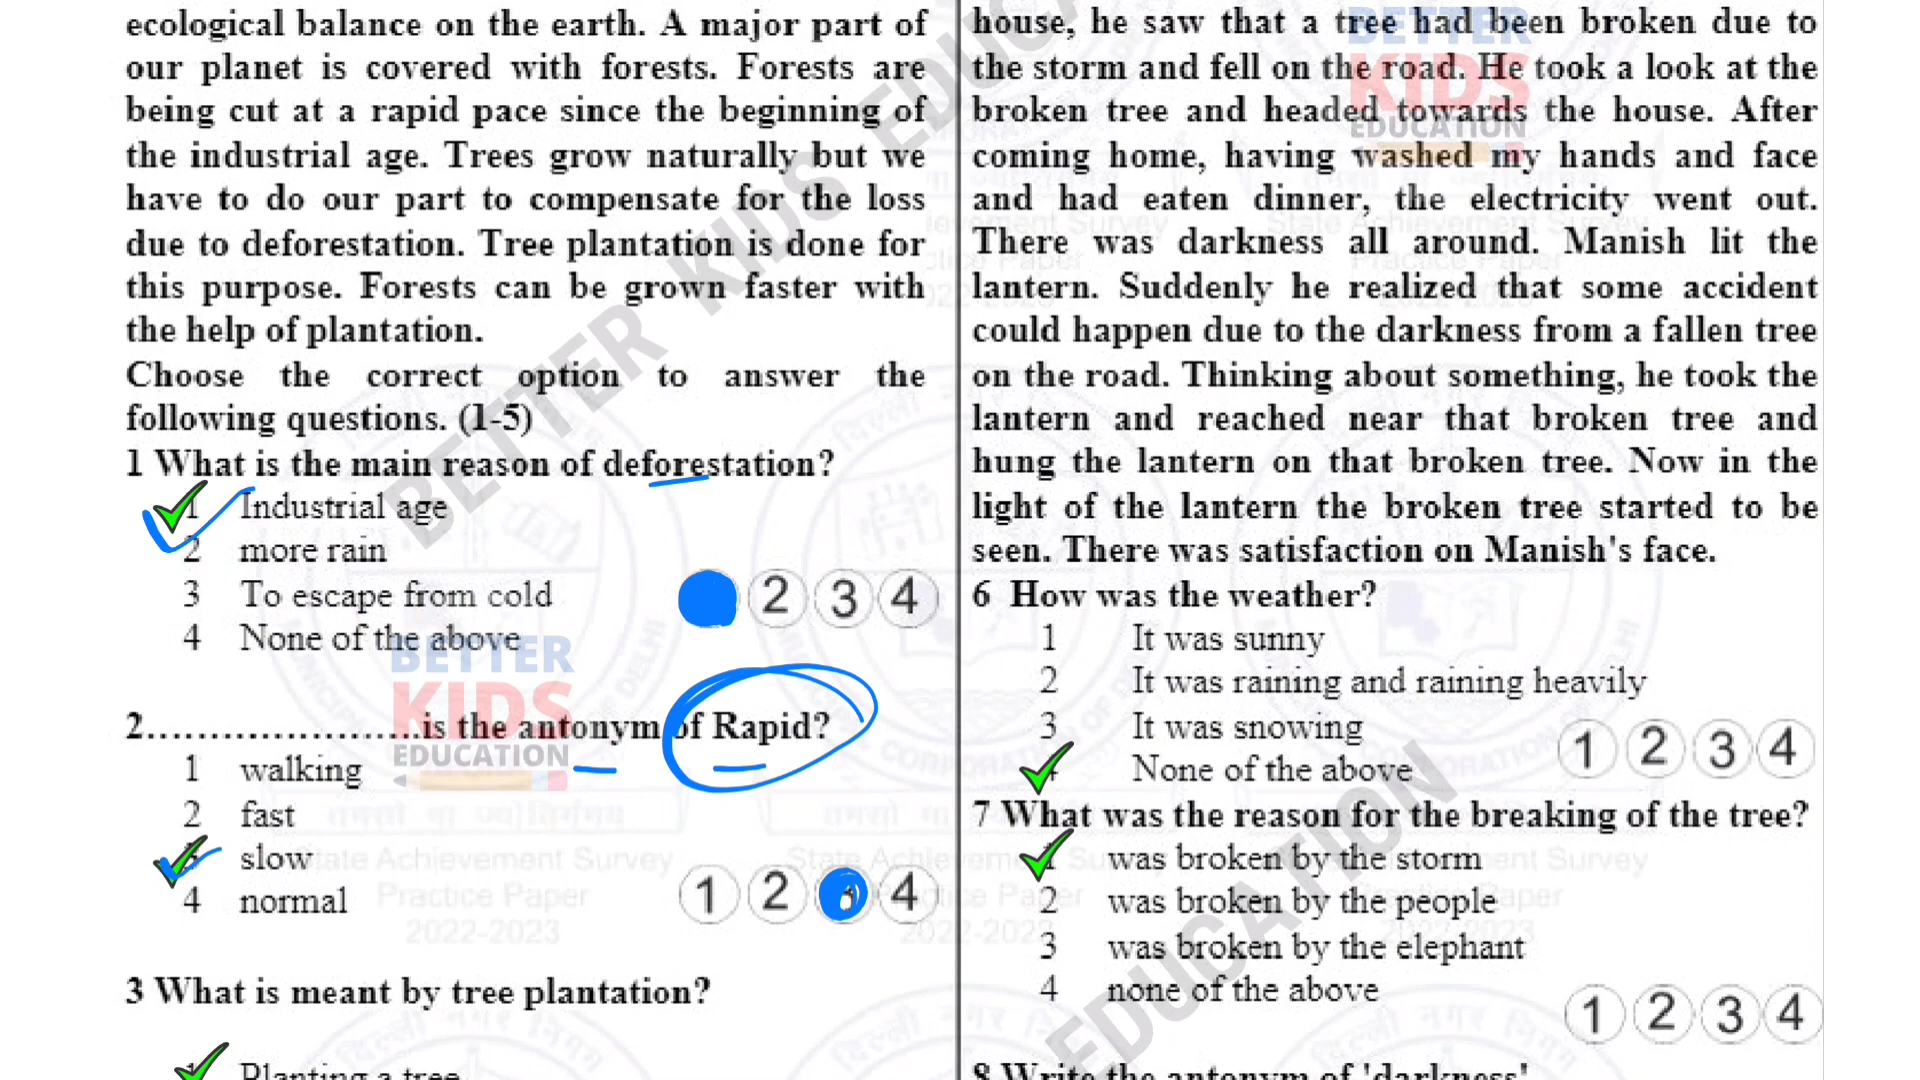 ecological balance on the earth. A major part of
our planet is covered with forests. Forests are
being cut at a rapid pace since the beginning of
the industrial age. Trees grow naturally but we
have to do our part to compensate for the loss
due to deforestation. Tree plantation is done for
this purpose. Forests can be grown faster with
the help of plantation.
Choose the correct option to answer the
following questions. (1-5)
1 What is the main reason of deforestation?
1 Industrial age
2 more rain
3 To escape from cold
4 None of the above
2 3 4
2......................is the antonym of Rapid?
1 walking
2 fast
slow
4 normal
1 2 4
3 What is meant by tree plantation?
Planting a tree
house, he saw that a tree had been broken due to
the storm and fell on the road. He took a look at the
broken tree and headed towards the house. After
coming home, having washed my hands and face
and had eaten dinner, the electricity went out.
There was darkness all around. Manish lit the
lantern. Suddenly he realized that some accident
could happen due to the darkness from a fallen tree
on the road. Thinking about something, he took the
lantern and reached near that broken tree and
hung the lantern on that broken tree. Now in the
light of the lantern the broken tree started to be
seen. There was satisfaction on Manish's face.
6 How was the weather?
1 It was sunny
2 It was raining and raining heavily
3 It was snowing
None of the above
1 2 3 4
7 What was the reason for the breaking of the tree?
1 was broken by the storm
2 was broken by the people
3 was broken by the elephant
4 none of the above
1 2 3 4
8 Write the antonym of 'darkness'
BETTER KIDS EDUCATION
BETTER
KIDS
EDUCATION
BETTER
KIDS
EDUCATION
State Achievement Survey
Practice Paper
2022-2023